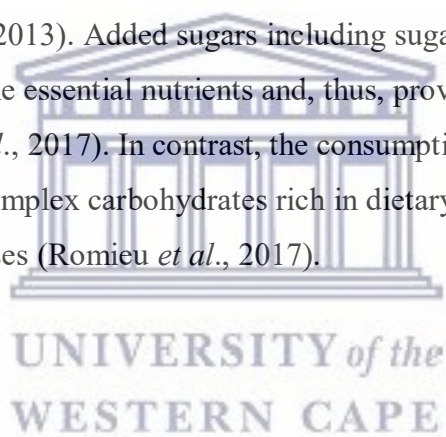 2013). Added sugars including suga
e essential nutrients and, thus, prov
l., 2017). In contrast, the consumpti
mplex carbohydrates rich in dietary
ses (Romieu et al., 2017).
UNIVERSITY of the
WESTERN CAPE